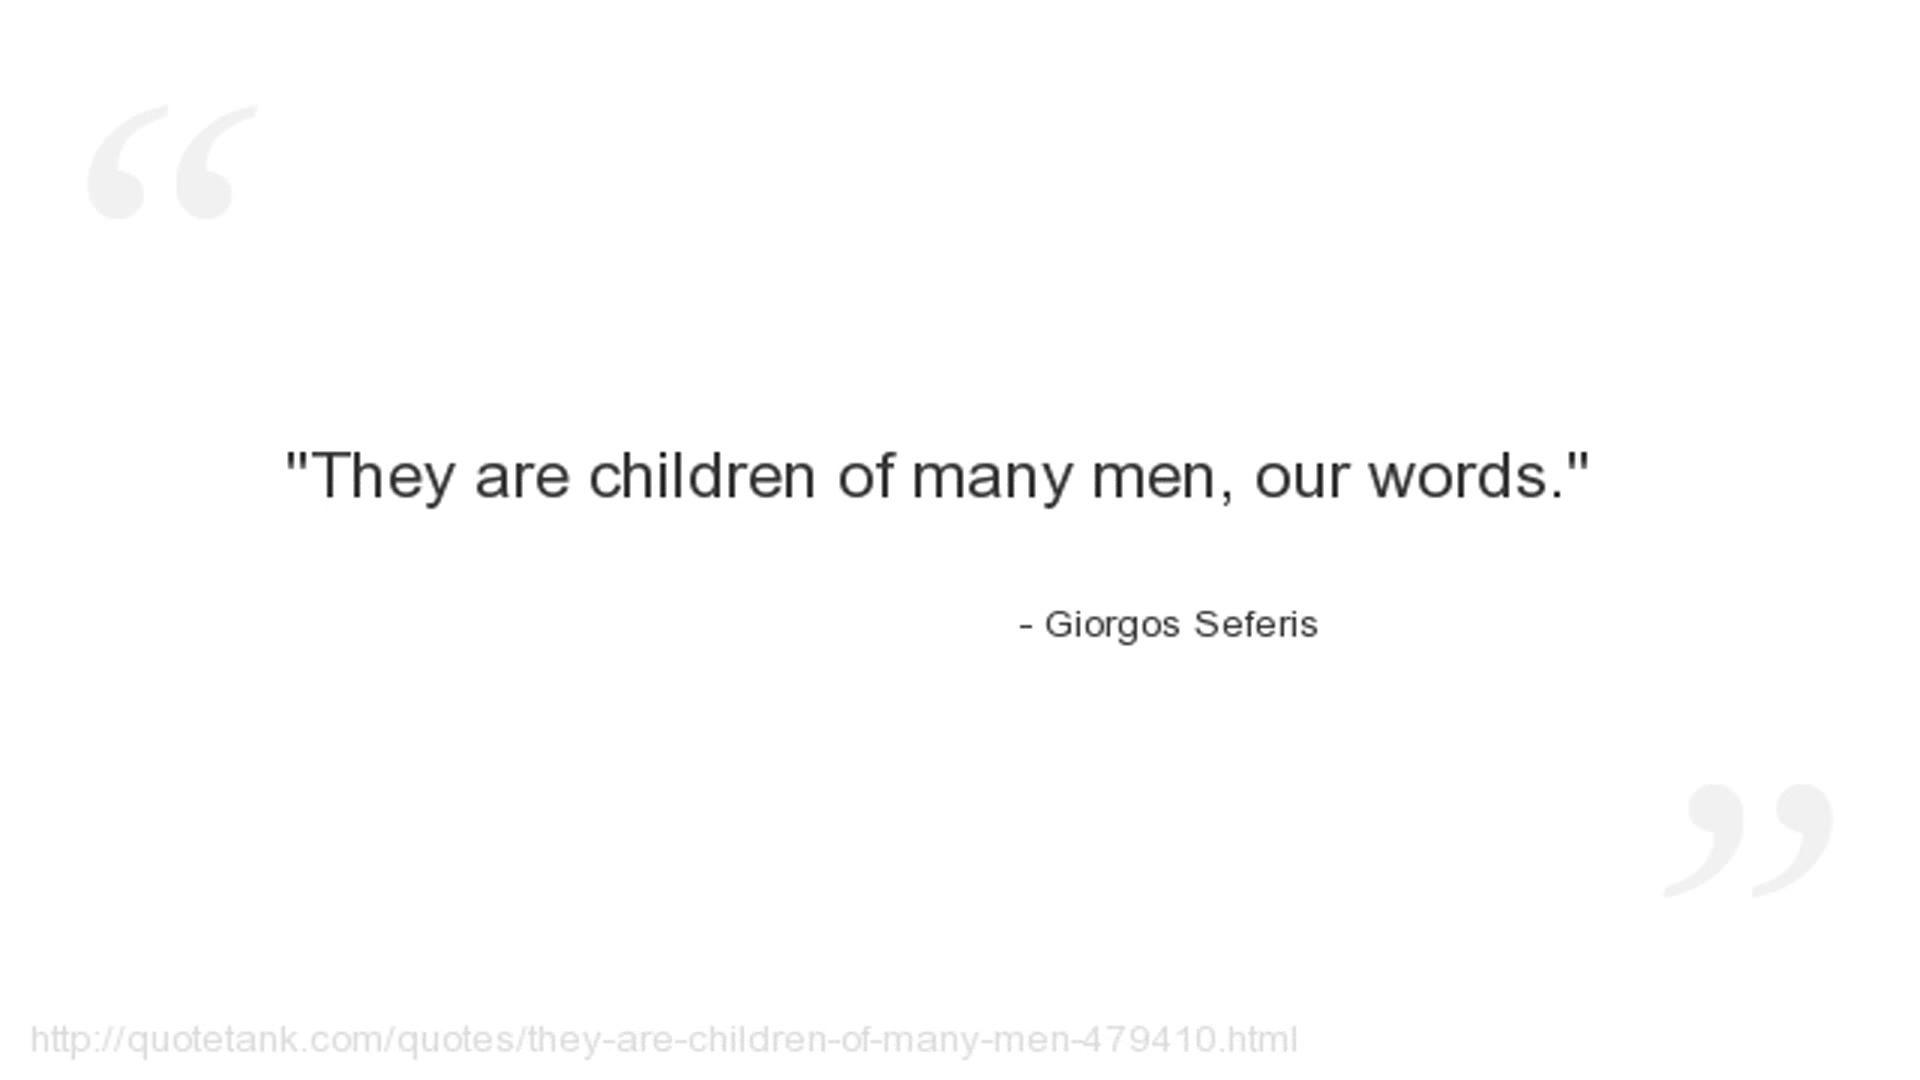 "They are children of many men, our words."
- Giorgos Seferis
http://quotetank.com/quotes/they-are-children-of-many-men-479410.html